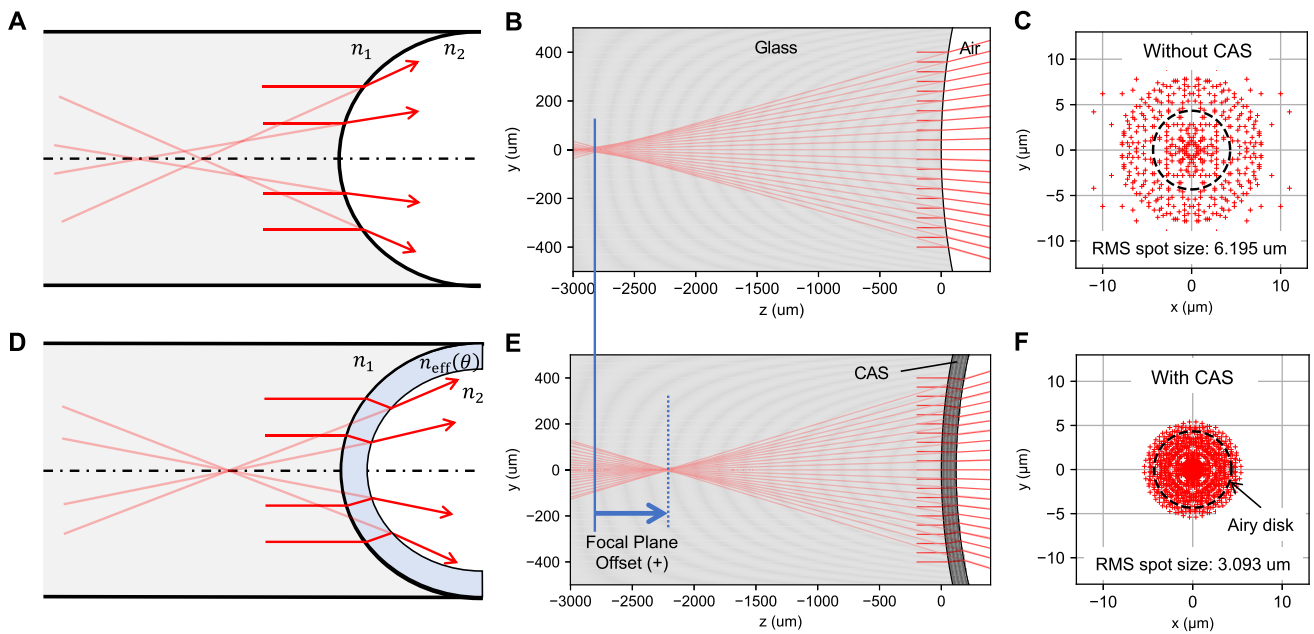 A
n₁
n₂
B
400
200
0
−200
−400
y (um)
Glass
Air
−3000
−2500
−2000
−1500
−1000
−500
0
z (um)
C
Without CAS
10
5
0
−5
−10
y (μm)
RMS spot size: 6.195 um
−10
0
10
x (μm)
D
n₁
n_eff(θ)
n₂
E
400
200
0
−200
−400
y (um)
CAS
Focal Plane
Offset (+)
−3000
−2500
−2000
−1500
−1000
−500
0
z (um)
F
With CAS
10
5
0
−5
−10
y (μm)
Airy disk
RMS spot size: 3.093 um
−10
0
10
x (μm)